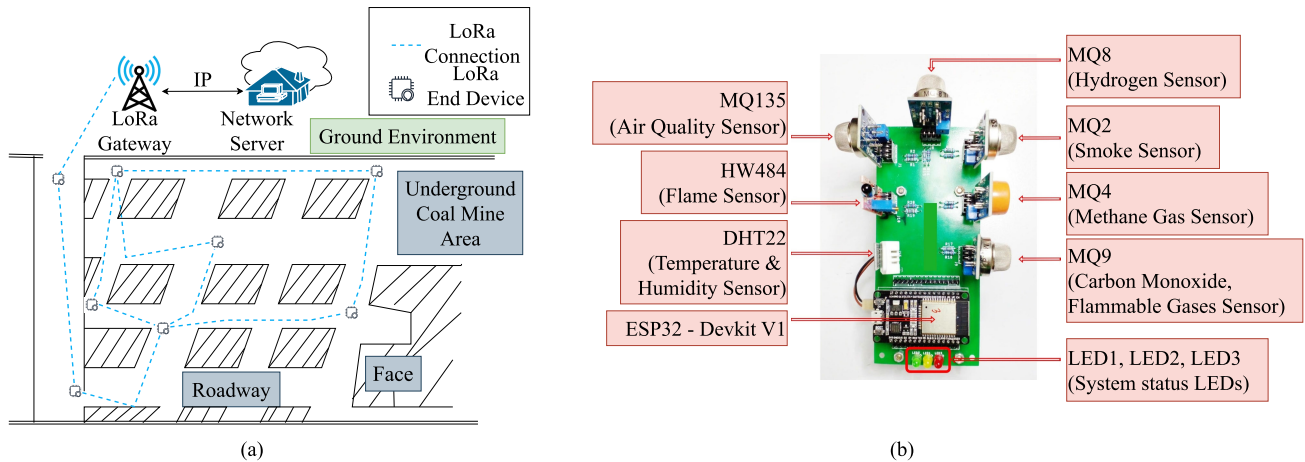 LoRa
Connection
LoRa
End Device
IP
LoRa
Gateway
Network
Server
Ground Environment
Underground
Coal Mine
Area
Roadway
Face
(a)
MQ135
(Air Quality Sensor)
HW484
(Flame Sensor)
DHT22
(Temperature &
Humidity Sensor)
ESP32 - Devkit V1
MQ8
(Hydrogen Sensor)
MQ2
(Smoke Sensor)
MQ4
(Methane Gas Sensor)
MQ9
(Carbon Monoxide,
Flammable Gases Sensor)
LED1, LED2, LED3
(System status LEDs)
(b)